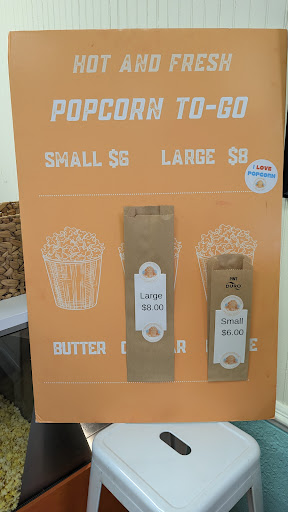 HOT AND FRESH
POPCORN TO-GO
SMALL $6 LARGE $8
I LOVE
POPCORN!
Large
$8.00
DURO
Small
$6.00
BUTTER